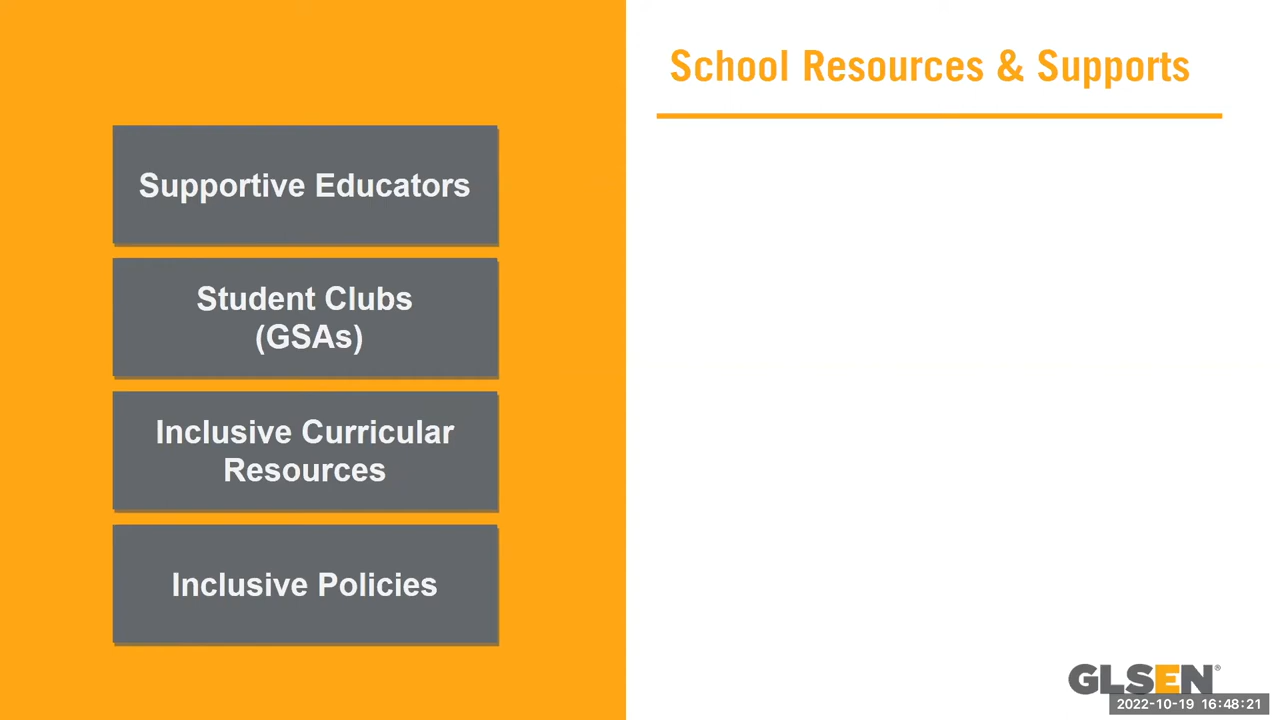 School Resources & Supports
Supportive Educators
Student Clubs
(GSAs)
Inclusive Curricular
Resources
Inclusive Policies
GLSEN®
2022-10-19 16:48:21